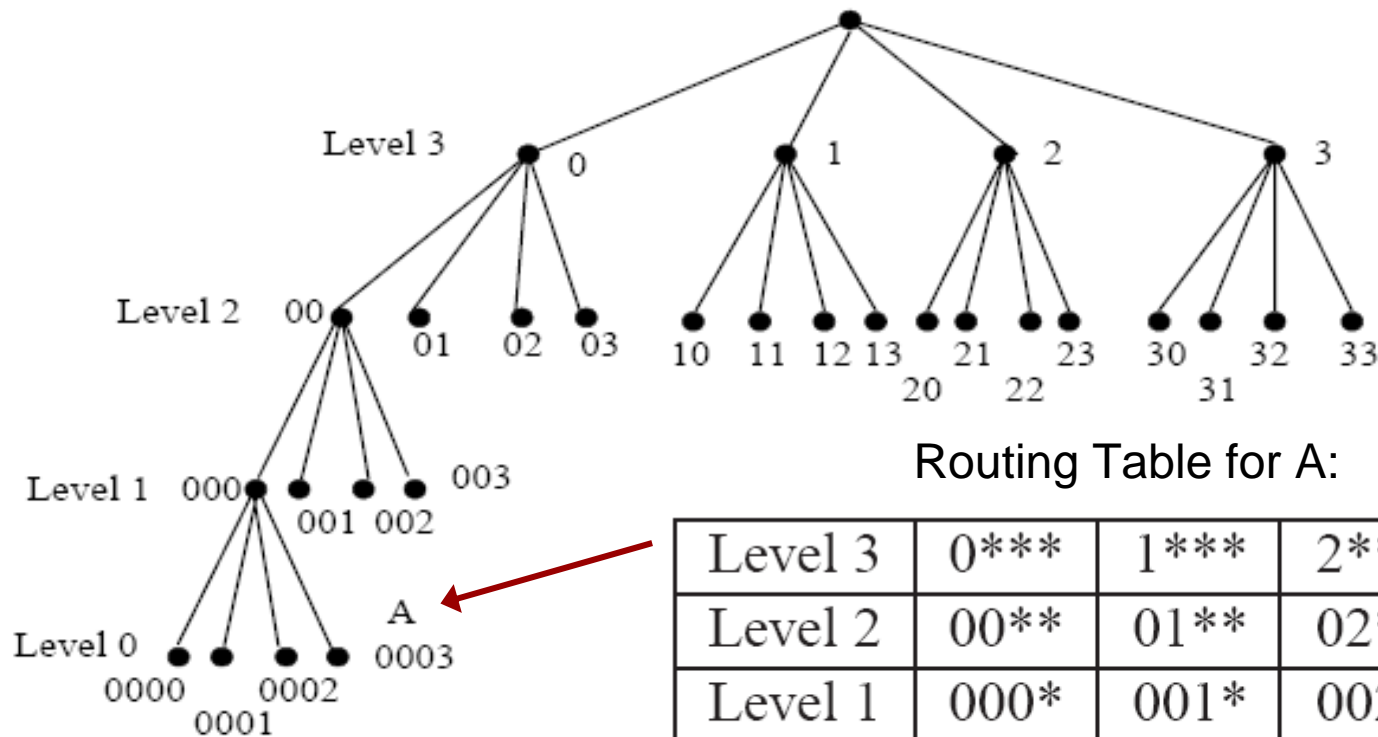 Level 3
0 1 2 3
Level 2 00
01 02 03 10 11 12 13 21 23 30 32 33
20 22 31
Routing Table for A:
Level 1 000 003
001 002
Level 3 0*** 1***
A
Level 2 00** 01**
Level 0 0003
0000 0002
Level 1 000* 001*
0001